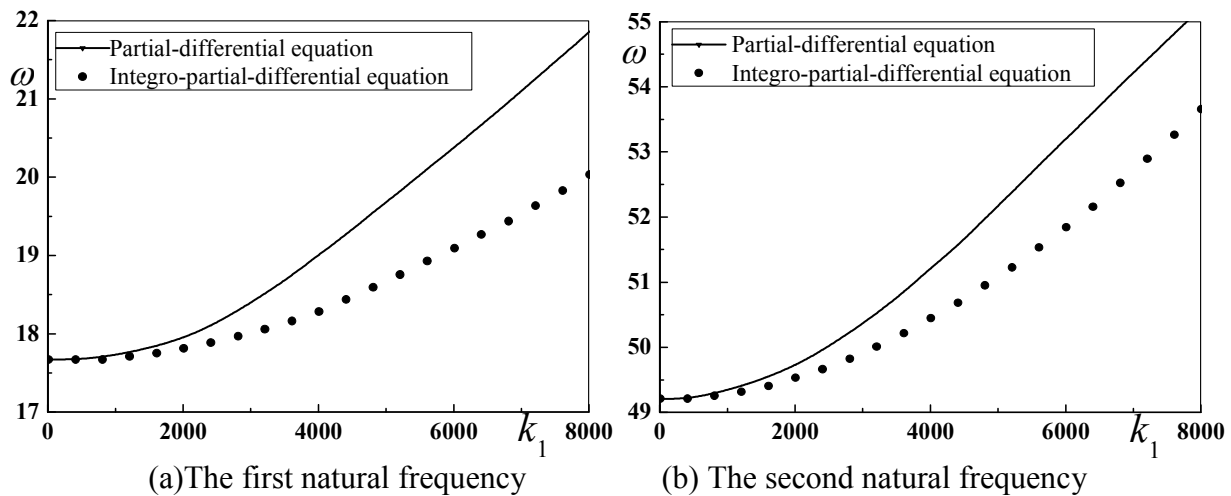 22
Partial-differential equation
ω
Integro-partial-differential equation
21
20
19
18
17
0 2000 4000 6000 k1 8000
(a)The first natural frequency
55
Partial-differential equation
ω
Integro-partial-differential equation
54
53
52
51
50
49
0 2000 4000 6000 k1 8000
(b) The second natural frequency